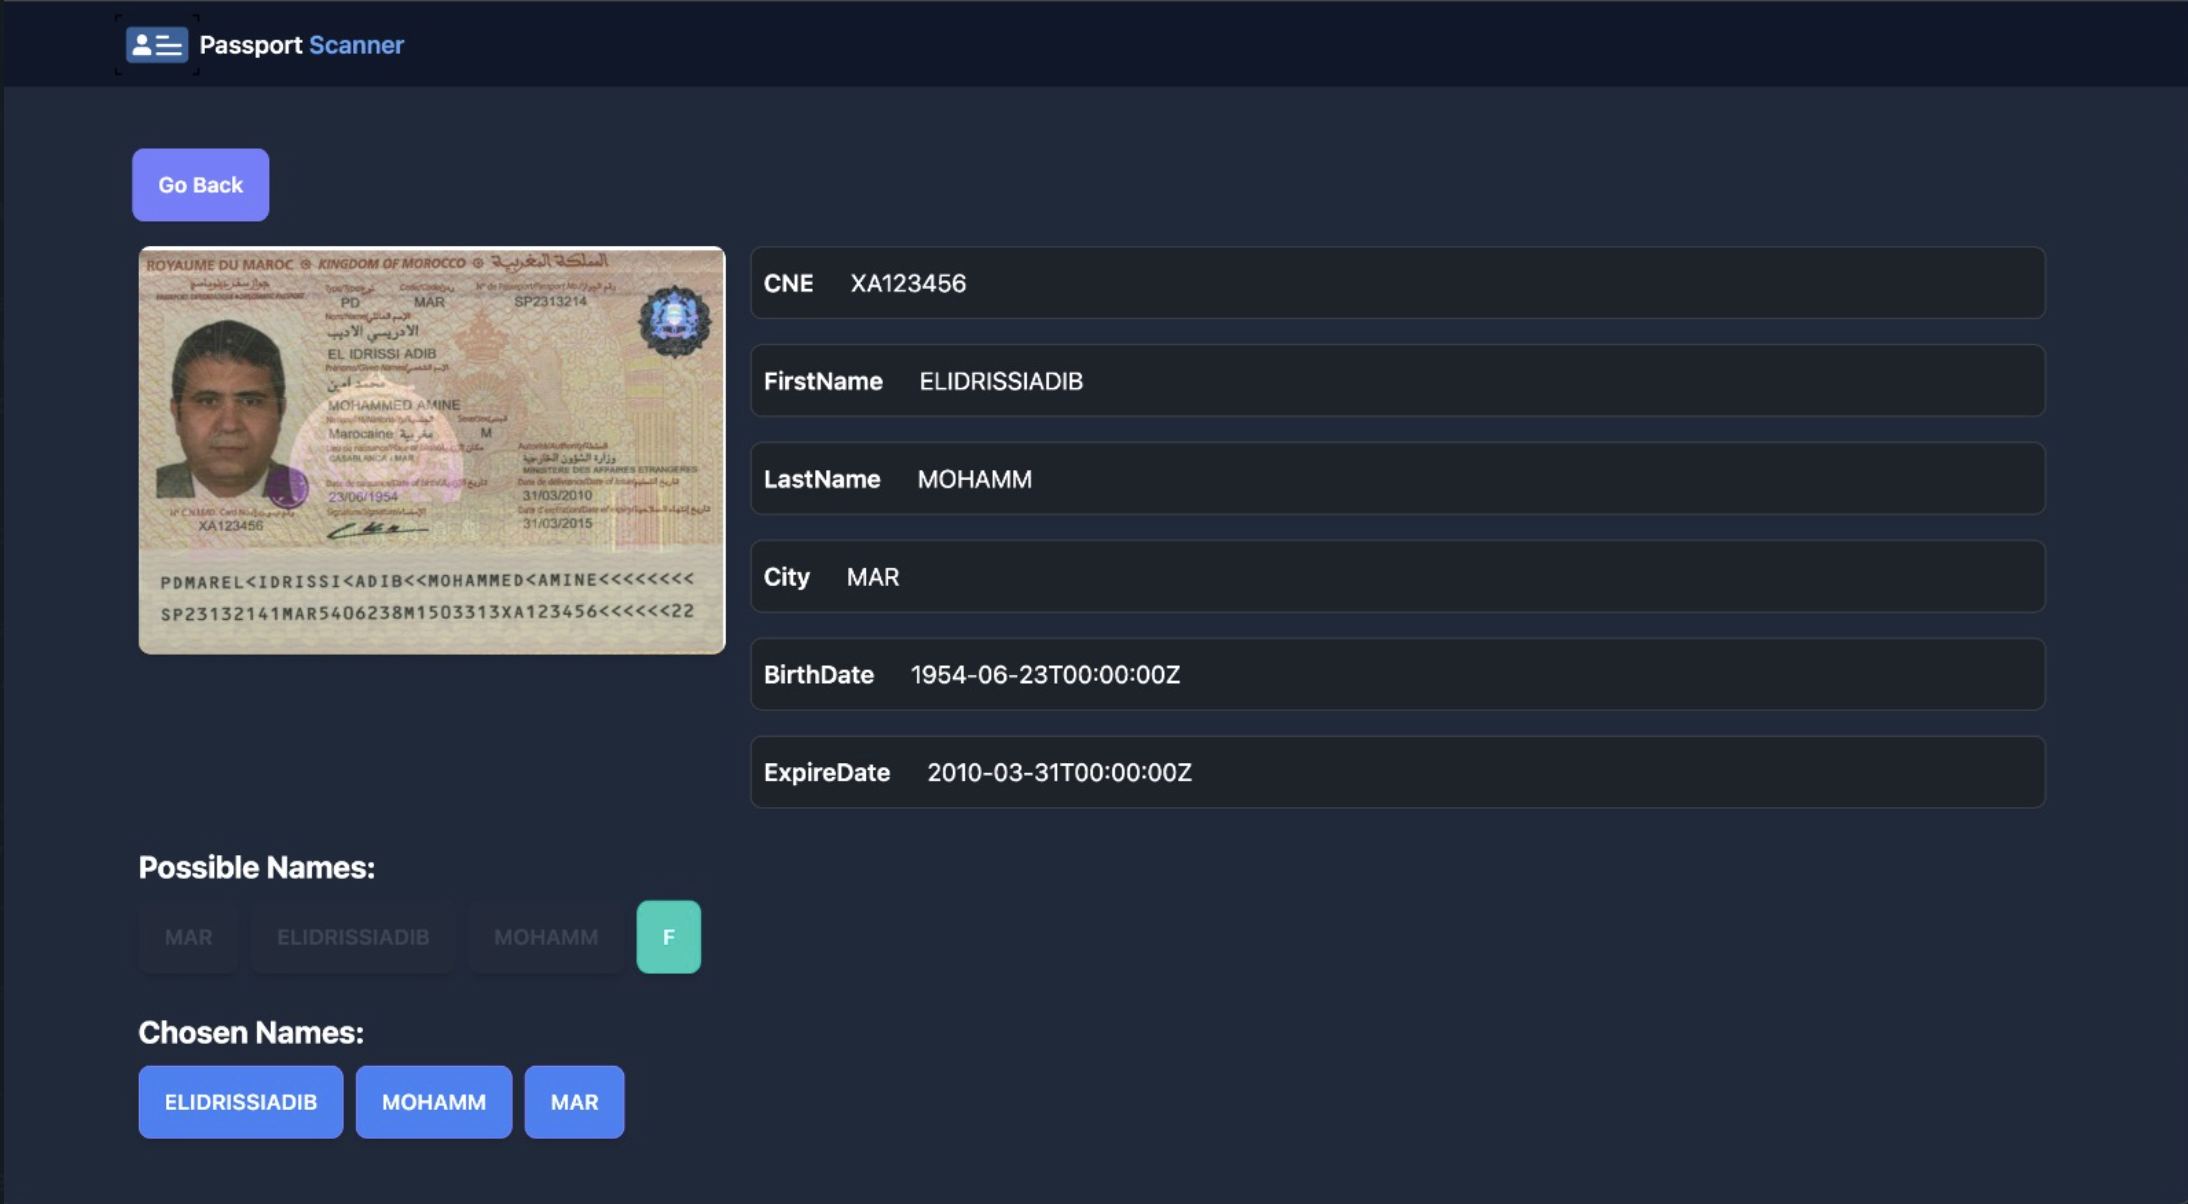 Passport Scanner
Go Back
ROYAUME DU MAROC KINGDOM OF MOROCCO المملكة المغربية
PD MAR SP2313214
الادريسي الاديب
EL IDRISSI ADIB
محمد أمين
MOHAMMED AMINE
Marocaine مغربية M
CASABLANCA - MAR
وزارة الشؤون الخارجية
MINISTERE DES AFFAIRES ETRANGERES
23/06/1954
31/03/2010
XA123456
31/03/2015
PDMAREL<IDRISSI<ADIB<<MOHAMMED<AMINE<<<<<<<<
SP23132141MAR5406238M1503313XA123456<<<<<<22
CNE XA123456
FirstName ELIDRISSIADIB
LastName MOHAMM
City MAR
BirthDate 1954-06-23T00:00:00Z
ExpireDate 2010-03-31T00:00:00Z
Possible Names:
MAR ELIDRISSIADIB MOHAMM F
Chosen Names:
ELIDRISSIADIB MOHAMM MAR